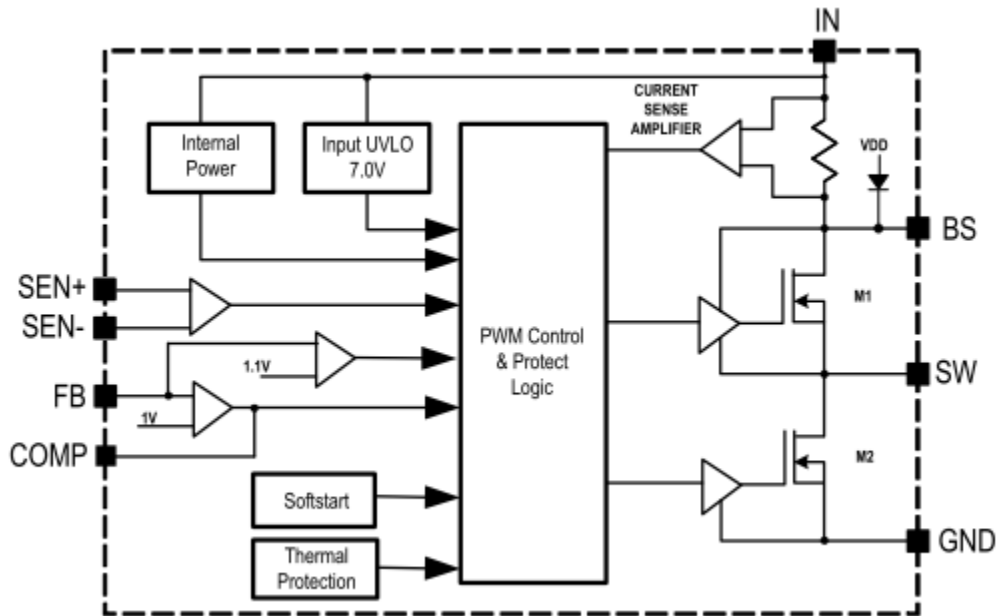 IN
CURRENT
SENSE
AMPLIFIER
Internal
Power
Input UVLO
7.0V
VDD
BS
SEN+
SEN-
M1
PWM Control
& Protect
Logic
1.1V
SW
FB
1V
COMP
M2
Softstart
GND
Thermal
Protection